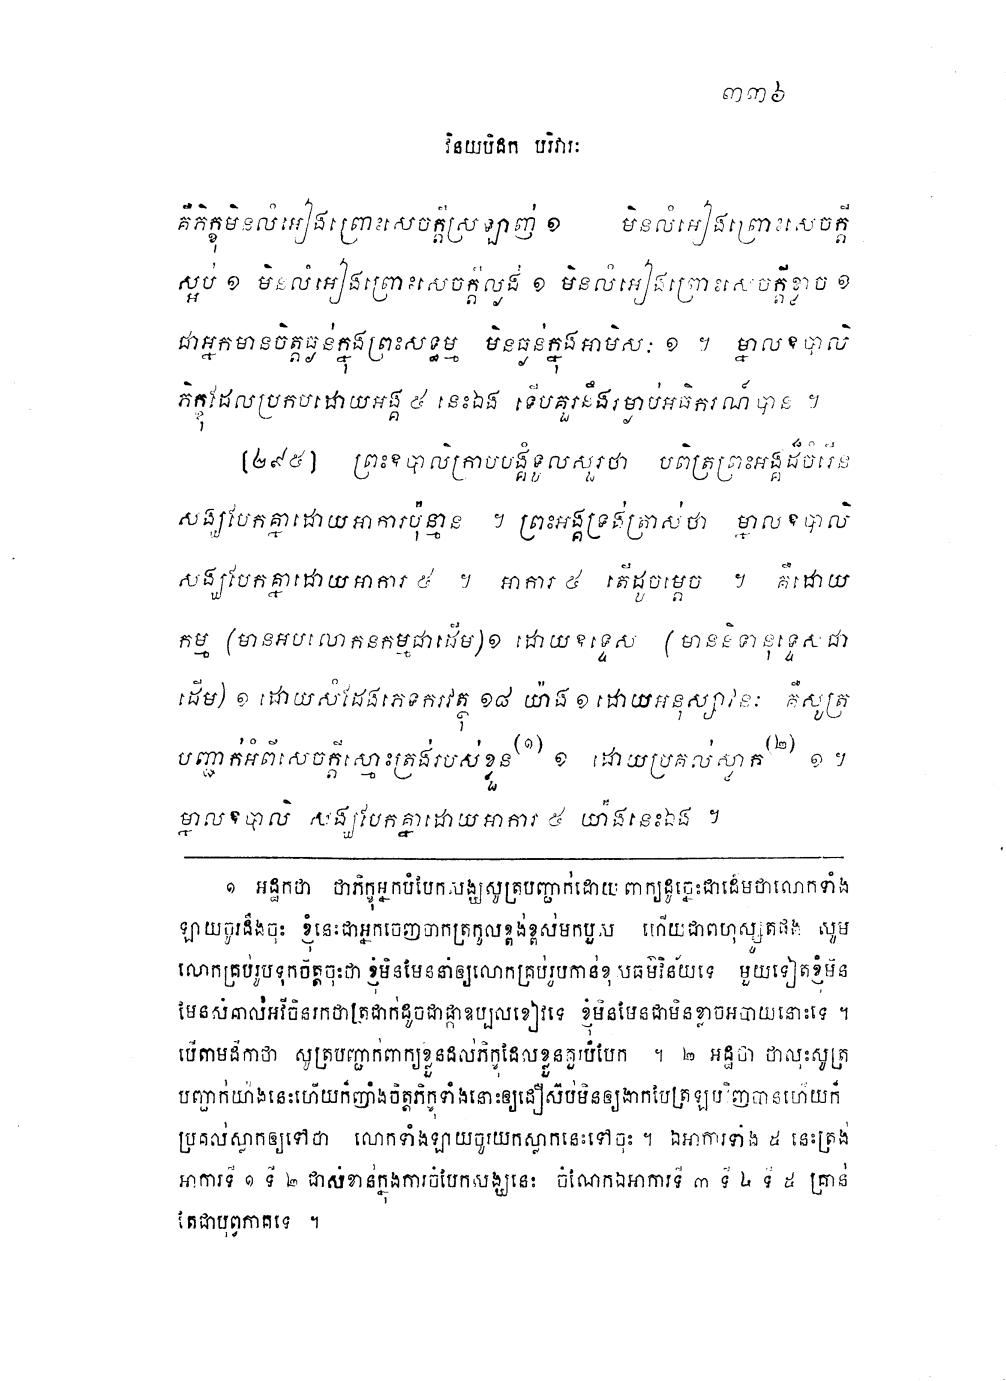 ៣៣៦
វិនយបិដក បរិវារៈ
គឺភិក្ខុមិនលំអៀងព្រោះសេចក្តីស្រឡាញ់ ១ មិនលំអៀងព្រោះសេចក្តី
ស្អប់ ១ មិនលំអៀងព្រោះសេចក្តីល្ងង់ ១ មិនលំអៀងព្រោះសេចក្តីខ្លាច ១
ជាអ្នកមានចិត្តធ្ងន់ក្នុងព្រះសទ្ធម្ម មិនធ្ងន់ក្នុងអាមិសៈ ១ ។ ម្នាលឧបាលិ
ភិក្ខុដែលប្រកបដោយអង្គ ៥ នេះឯង ទើបគួរនឹងរម្ងាប់អធិករណ៍បាន ។
[២៩៥] ព្រះឧបាលិក្រាបបង្គំទូលសួរថា បពិត្រព្រះអង្គដ៏ចំរើន
សង្ឃបែកគ្នាដោយអាការប៉ុន្មាន ។ ព្រះអង្គទ្រង់ត្រាស់ថា ម្នាលឧបាលិ
សង្ឃបែកគ្នាដោយអាការ ៥ ។ អាការ ៥ តើដូចម្តេច ។ គឺដោយ
កម្ម (មានអបលោកនកម្មជាដើម)១ ដោយឧទ្ទេស (មាននិទានុទ្ទេសជា
ដើម) ១ ដោយសំដែងភេទករវត្ថុ ១៨ យ៉ាង ១ ដោយអនុស្សាវនៈ គឺសូត្រ
បញ្ជាក់អំពីសេចក្តីស្មោះត្រង់របស់ខ្លួន(១) ១ ដោយប្រគល់ស្លាក(២) ១ ។
ម្នាលឧបាលិ សង្ឃបែកគ្នាដោយអាការ ៥ យ៉ាងនេះឯង ។
១ អដ្ឋកថា ថាភិក្ខុអ្នកបំបែកសង្ឃសូត្របញ្ជាក់ដោយពាក្យដូច្នេះជាដើមថាលោកទាំង
ឡាយចូរដឹងចុះ ខ្ញុំនេះជាអ្នកចេញចាកត្រកូលខ្ពង់ខ្ពស់មកបួស ហើយជាពហុស្សូតផង សូម
លោកគ្រប់រូបទុកចិត្តចុះថា ខ្ញុំមិនមែននាំឲ្យលោកគ្រប់រូបកាន់ខុសធម៌វិន័យទេ មួយទៀតខ្ញុំមិន
មែនសំគាល់អវីចិនរកថាត្រជាក់ដូចជាផ្កាឧប្បលខៀវទេ ខ្ញុំមិនមែនជាមិនខ្លាចអបាយនោះទេ ។
បើតាមដីកាថា សូត្របញ្ជាក់ពាក្យខ្លួនដល់ភិក្ខុដែលខ្លួនគួរបំបែក ។ ២ អដ្ឋថា ថាលុះសូត្រ
បញ្ជាក់យ៉ាងនេះហើយក៏ញ៉ាំងចិត្តភិក្ខុទាំងនោះឲ្យជឿស៊ប់មិនឲ្យងាកបែត្រឡបវិញបានហើយក៏
ប្រគល់ស្លាកឲ្យទៅថា លោកទាំងឡាយចូរយកស្លាកនេះទៅចុះ ។ ឯអាការទាំង ៥ នេះត្រង់
អាការទី ១ ទី ២ ជាសំខាន់ក្នុងការបំបែកសង្ឃនេះ ចំណែកឯអាការទី ៣ ទី ៤ ទី ៥ គ្រាន់
តែជាបុព្វភាគទេ ។